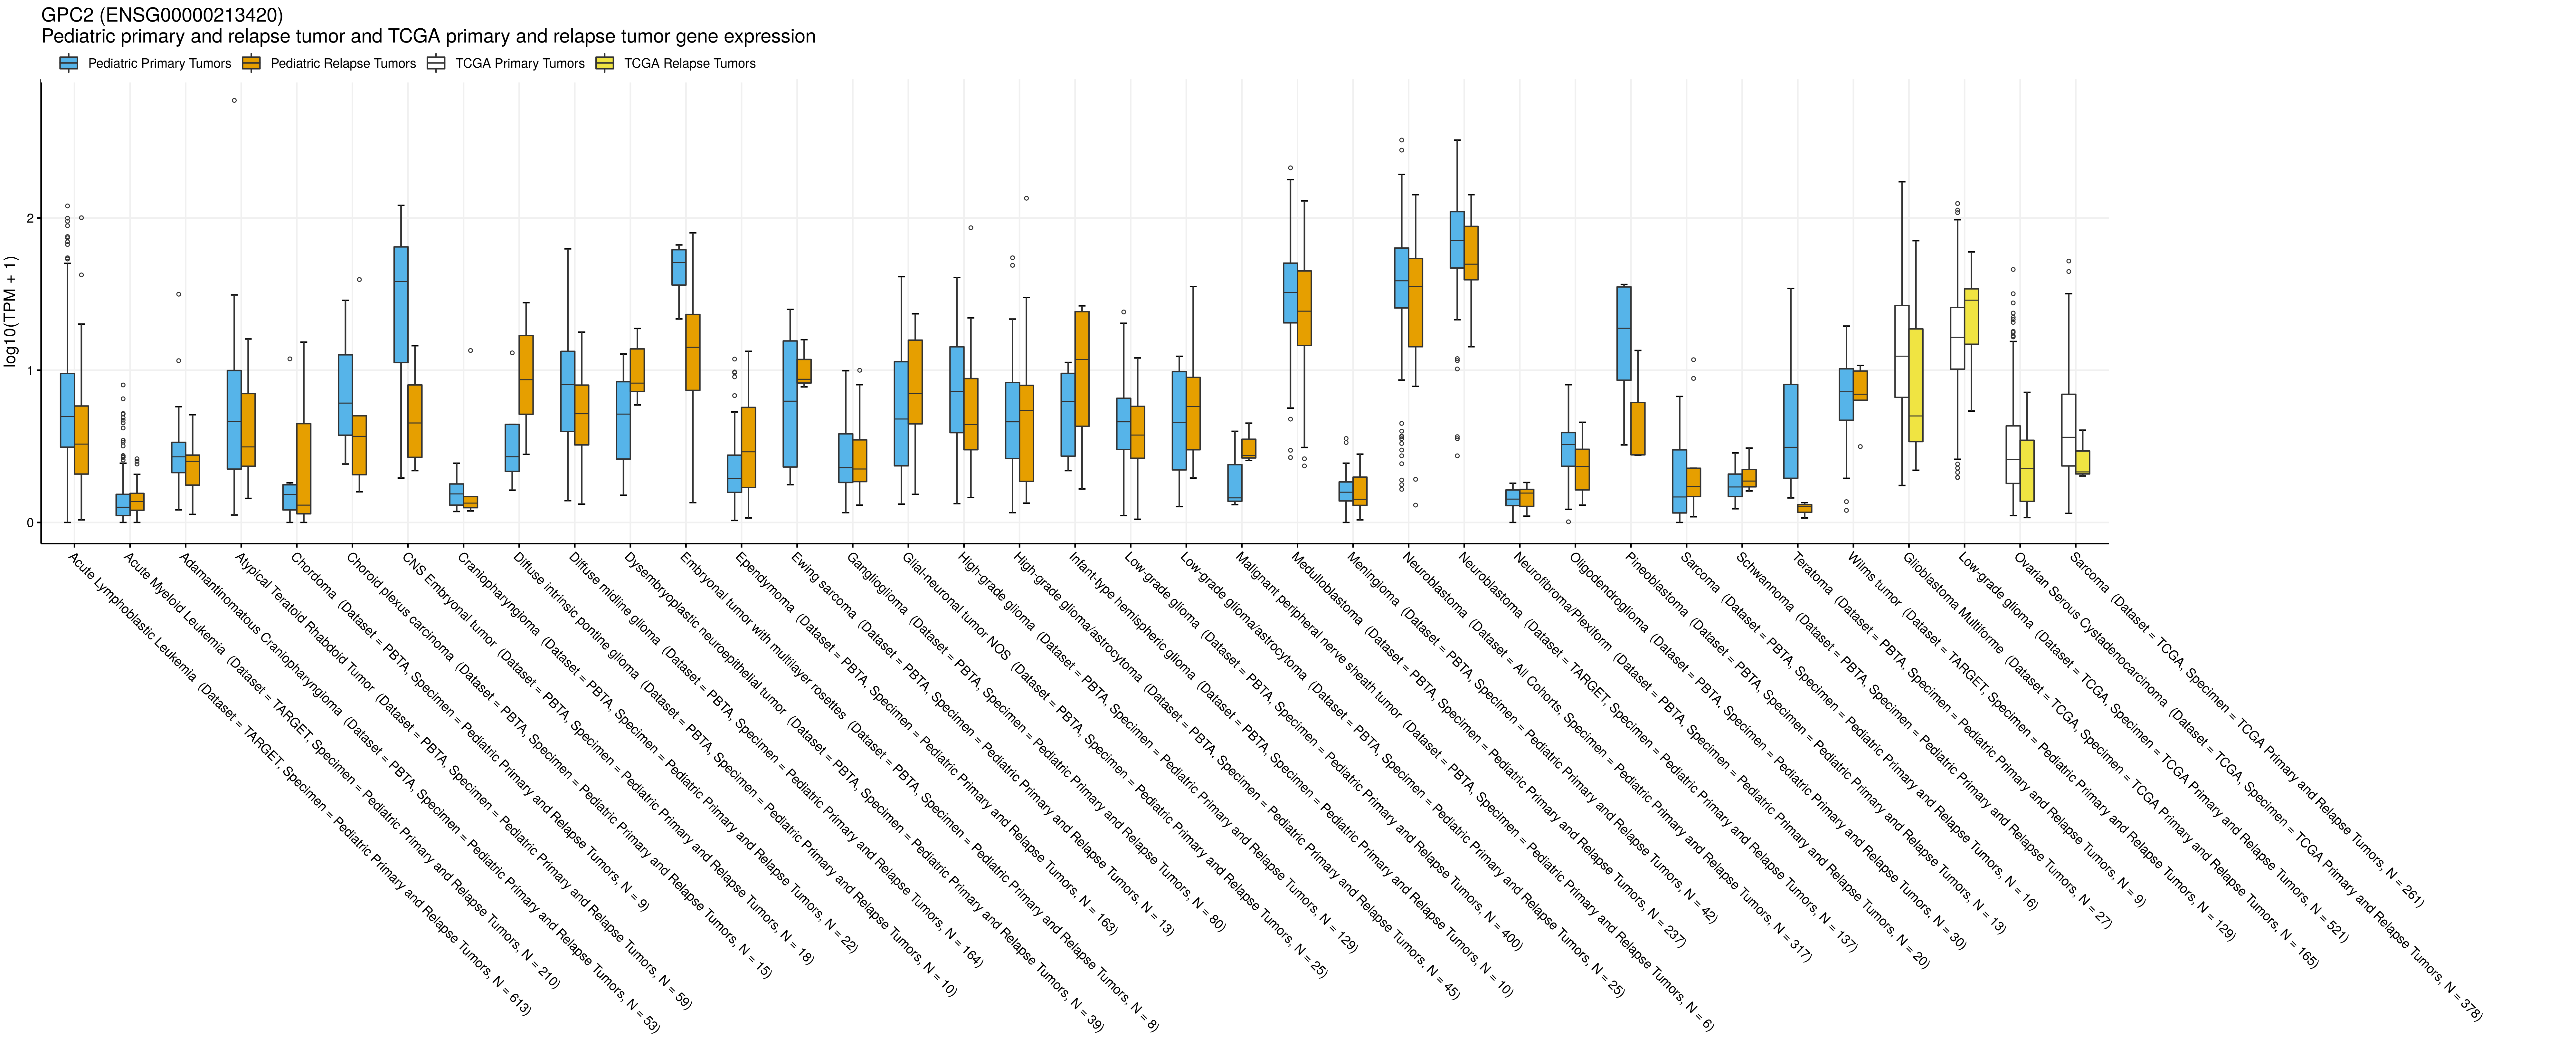 GPC2 (ENSG00000213420)
Pediatric primary and relapse tumor and TCGA primary and relapse tumor gene expression
Pediatric Primary Tumors
Pediatric Relapse Tumors
TCGA Primary Tumors
TCGA Relapse Tumors
log10(TPM + 1)
2
1
0
Acute Lymphoblastic Leukemia (Dataset = TARGET, Specimen = Pediatric Primary and Relapse Tumors, N = 613)
Acute Myeloid Leukemia (Dataset = TARGET, Specimen = Pediatric Primary and Relapse Tumors, N = 210)
Adamantinomatous Craniopharyngioma (Dataset = PBTA, Specimen = Pediatric Primary and Relapse Tumors, N = 53)
Atypical Teratoid Rhabdoid Tumor (Dataset = PBTA, Specimen = Pediatric Primary and Relapse Tumors, N = 59)
Chordoma (Dataset = PBTA, Specimen = Pediatric Primary and Relapse Tumors, N = 9)
Choroid plexus carcinoma (Dataset = PBTA, Specimen = Pediatric Primary and Relapse Tumors, N = 15)
CNS Embryonal tumor (Dataset = PBTA, Specimen = Pediatric Primary and Relapse Tumors, N = 18)
Craniopharyngioma (Dataset = PBTA, Specimen = Pediatric Primary and Relapse Tumors, N = 22)
Diffuse intrinsic pontine glioma (Dataset = PBTA, Specimen = Pediatric Primary and Relapse Tumors, N = 10)
Diffuse midline glioma (Dataset = PBTA, Specimen = Pediatric Primary and Relapse Tumors, N = 164)
Dysembryoplastic neuroepithelial tumor (Dataset = PBTA, Specimen = Pediatric Primary and Relapse Tumors, N = 39)
Embryonal tumor with multilayer rosettes (Dataset = PBTA, Specimen = Pediatric Primary and Relapse Tumors, N = 8)
Ependymoma (Dataset = PBTA, Specimen = Pediatric Primary and Relapse Tumors, N = 163)
Ewing sarcoma (Dataset = PBTA, Specimen = Pediatric Primary and Relapse Tumors, N = 13)
Ganglioglioma (Dataset = PBTA, Specimen = Pediatric Primary and Relapse Tumors, N = 80)
Glial-neuronal tumor NOS (Dataset = PBTA, Specimen = Pediatric Primary and Relapse Tumors, N = 25)
High-grade glioma (Dataset = PBTA, Specimen = Pediatric Primary and Relapse Tumors, N = 129)
High-grade glioma/astrocytoma (Dataset = PBTA, Specimen = Pediatric Primary and Relapse Tumors, N = 45)
Infant-type hemispheric glioma (Dataset = PBTA, Specimen = Pediatric Primary and Relapse Tumors, N = 10)
Low-grade glioma (Dataset = PBTA, Specimen = Pediatric Primary and Relapse Tumors, N = 400)
Low-grade glioma/astrocytoma (Dataset = PBTA, Specimen = Pediatric Primary and Relapse Tumors, N = 25)
Malignant peripheral nerve sheath tumor (Dataset = PBTA, Specimen = Pediatric Primary and Relapse Tumors, N = 6)
Medulloblastoma (Dataset = PBTA, Specimen = Pediatric Primary and Relapse Tumors, N = 237)
Meningioma (Dataset = PBTA, Specimen = Pediatric Primary and Relapse Tumors, N = 42)
Neuroblastoma (Dataset = All Cohorts, Specimen = Pediatric Primary and Relapse Tumors, N = 317)
Neuroblastoma (Dataset = TARGET, Specimen = Pediatric Primary and Relapse Tumors, N = 137)
Neurofibroma/Plexiform (Dataset = PBTA, Specimen = Pediatric Primary and Relapse Tumors, N = 20)
Oligodendroglioma (Dataset = PBTA, Specimen = Pediatric Primary and Relapse Tumors, N = 30)
Pineoblastoma (Dataset = PBTA, Specimen = Pediatric Primary and Relapse Tumors, N = 13)
Sarcoma (Dataset = PBTA, Specimen = Pediatric Primary and Relapse Tumors, N = 16)
Schwannoma (Dataset = PBTA, Specimen = Pediatric Primary and Relapse Tumors, N = 27)
Teratoma (Dataset = PBTA, Specimen = Pediatric Primary and Relapse Tumors, N = 9)
Wilms tumor (Dataset = TARGET, Specimen = Pediatric Primary and Relapse Tumors, N = 129)
Glioblastoma Multiforme (Dataset = TCGA, Specimen = TCGA Primary and Relapse Tumors, N = 165)
Low-grade glioma (Dataset = TCGA, Specimen = TCGA Primary and Relapse Tumors, N = 521)
Ovarian Serous Cystadenocarcinoma (Dataset = TCGA, Specimen = TCGA Primary and Relapse Tumors, N = 378)
Sarcoma (Dataset = TCGA, Specimen = TCGA Primary and Relapse Tumors, N = 261)